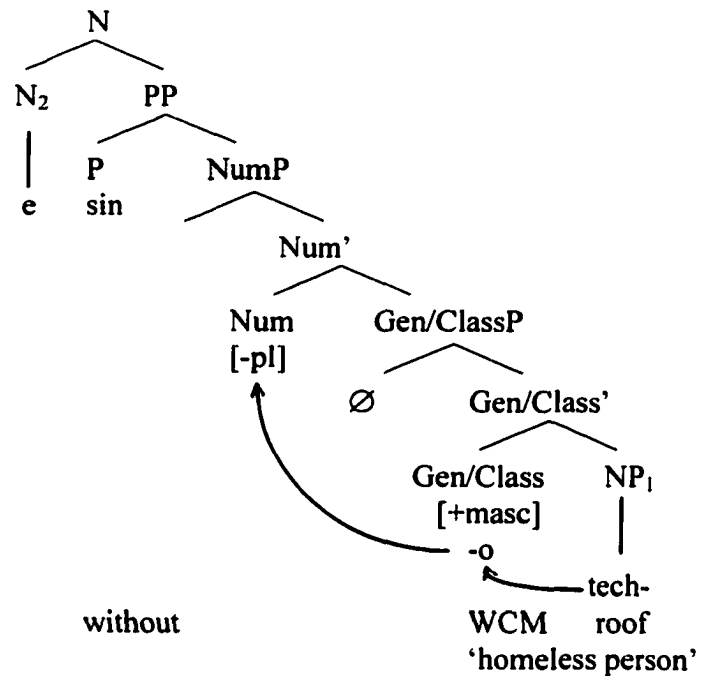 N
N₂ PP
P NumP
e sin
Num’
Num Gen/ClassP
[-pl]
∅ Gen/Class’
Gen/Class NP₁
[+masc]
-o
tech-
without WCM roof
‘homeless person’